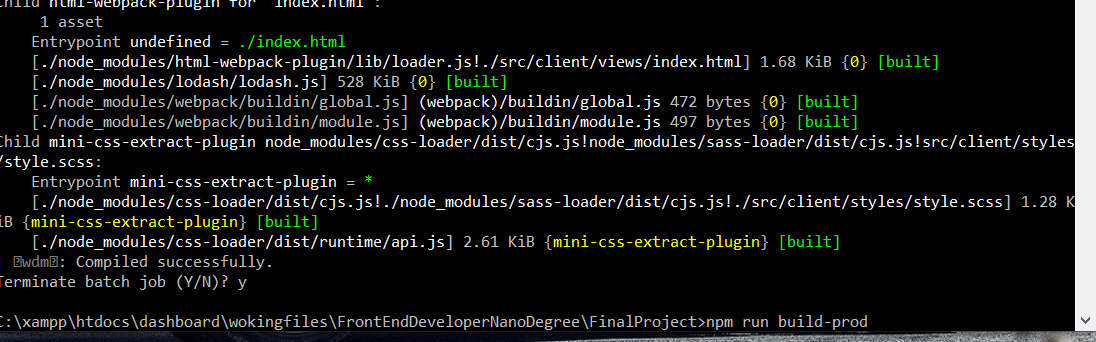 Child html-webpack-plugin for "index.html":
1 asset
Entrypoint undefined = ./index.html
[./node_modules/html-webpack-plugin/lib/loader.js!./src/client/views/index.html] 1.68 KiB {0} [built]
[./node_modules/lodash/lodash.js] 528 KiB {0} [built]
[./node_modules/webpack/buildin/global.js] (webpack)/buildin/global.js 472 bytes {0} [built]
[./node_modules/webpack/buildin/module.js] (webpack)/buildin/module.js 497 bytes {0} [built]
Child mini-css-extract-plugin node_modules/css-loader/dist/cjs.js!node_modules/sass-loader/dist/cjs.js!src/client/styles
/style.scss:
Entrypoint mini-css-extract-plugin = *
[./node_modules/css-loader/dist/cjs.js!./node_modules/sass-loader/dist/cjs.js!./src/client/styles/style.scss] 1.28 K
iB {mini-css-extract-plugin} [built]
[./node_modules/css-loader/dist/runtime/api.js] 2.61 KiB {mini-css-extract-plugin} [built]
wdm: Compiled successfully.
Terminate batch job (Y/N)? y
C:\xampp\htdocs\dashboard\wokingfiles\FrontEndDeveloperNanoDegree\FinalProject>npm run build-prod